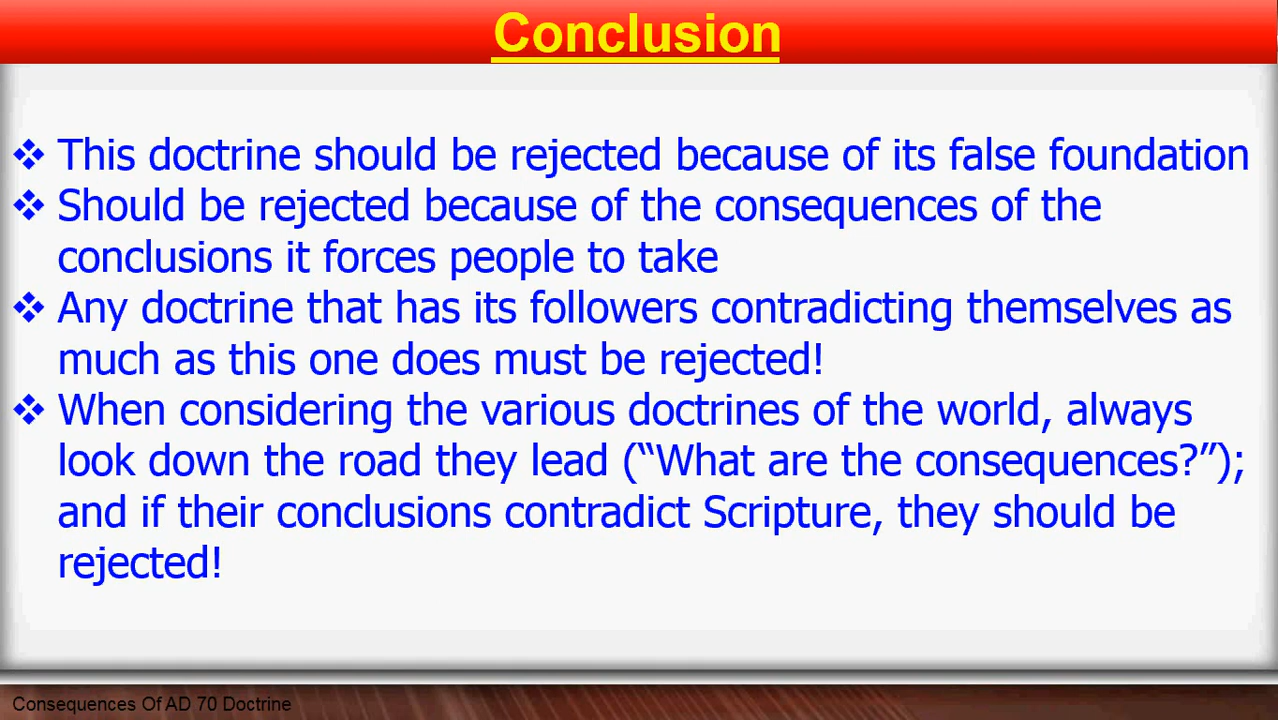 Conclusion
❖ This doctrine should be rejected because of its false foundation
❖ Should be rejected because of the consequences of the
conclusions it forces people to take
❖ Any doctrine that has its followers contradicting themselves as
much as this one does must be rejected!
❖ When considering the various doctrines of the world, always
look down the road they lead (“What are the consequences?”);
and if their conclusions contradict Scripture, they should be
rejected!
Consequences Of AD 70 Doctrine